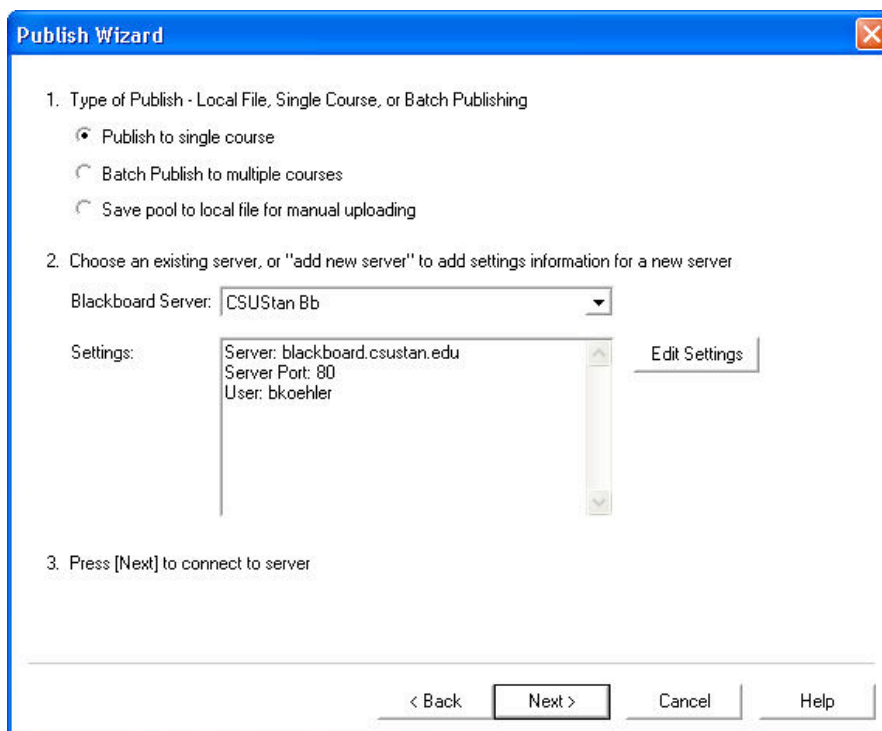 Publish Wizard
1. Type of Publish - Local File, Single Course, or Batch Publishing
Publish to single course
Batch Publish to multiple courses
Save pool to local file for manual uploading
2. Choose an existing server, or "add new server" to add settings information for a new server
Blackboard Server: CSUStan Bb
Settings: Server: blackboard.csustan.edu Edit Settings
Server Port: 80
User: bkoehler
3. Press [Next] to connect to server
< Back Next > Cancel Help